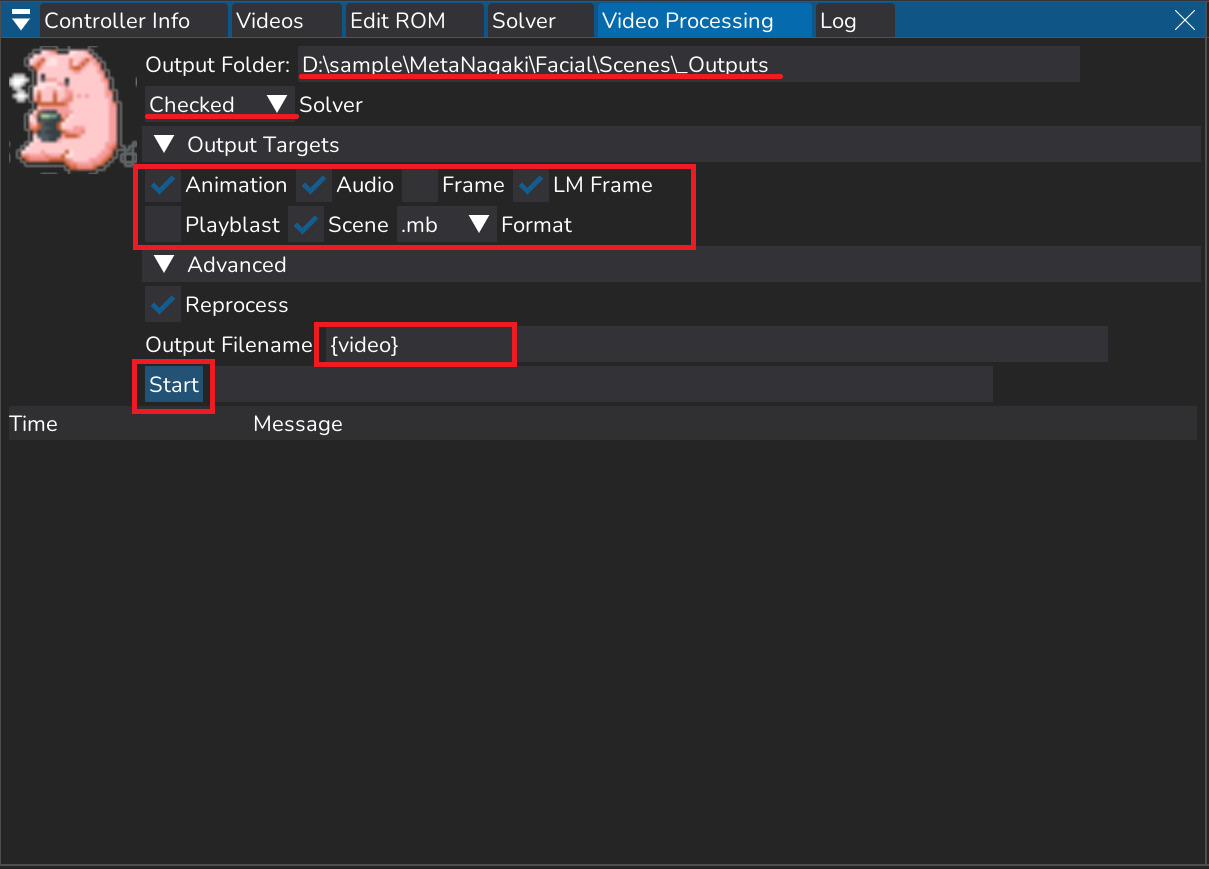 Controller Info Videos Edit ROM Solver Video Processing Log
Output Folder: D:\sample\MetaNagaki\Facial\Scenes\_Outputs
Checked Solver
Output Targets
Animation Audio Frame LM Frame
Playblast Scene .mb Format
Advanced
Reprocess
Output Filename {video}
Start
Time Message